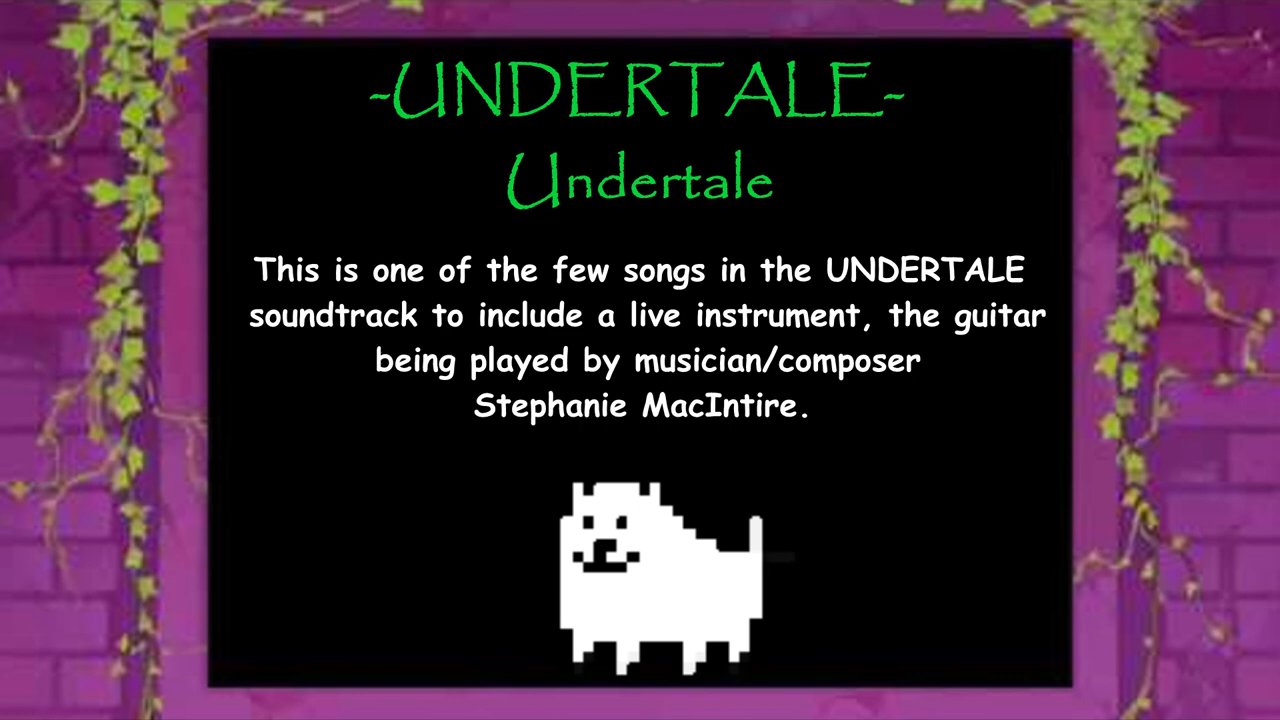 -UNDERTALE-
Undertale
This is one of the few songs in the UNDERTALE
soundtrack to include a live instrument, the guitar
being played by musician/composer
Stephanie MacIntire.